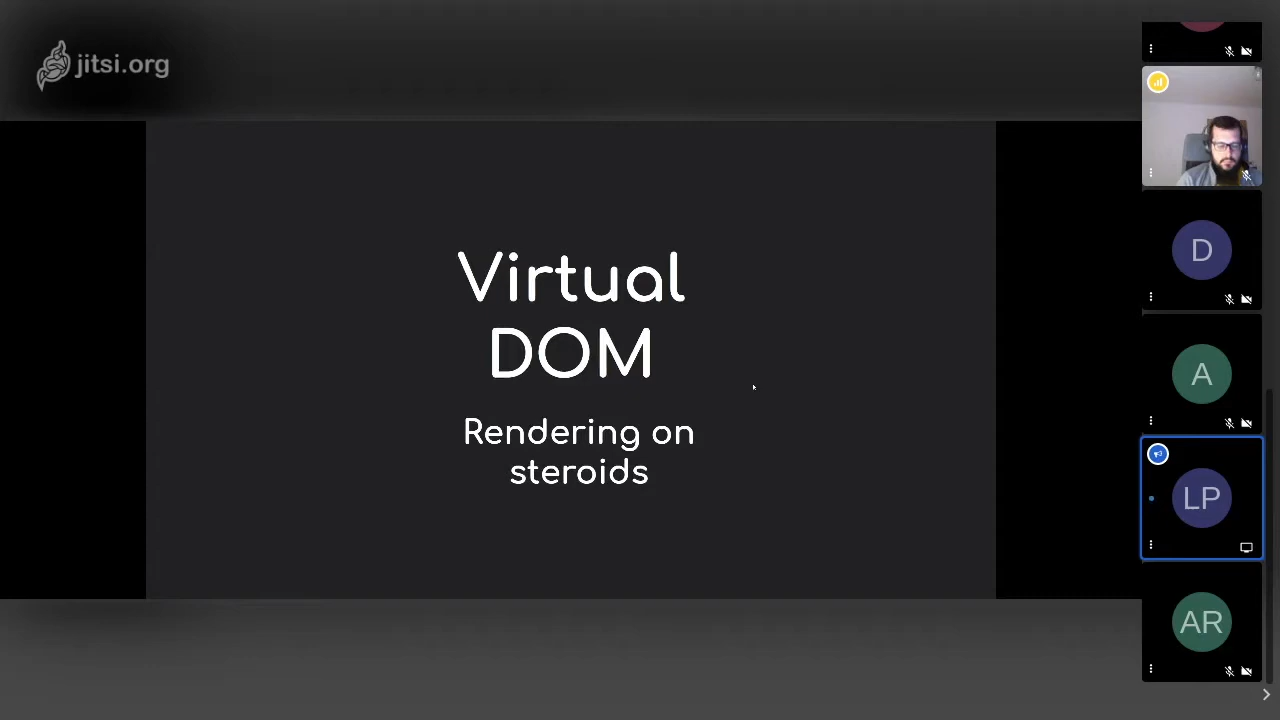 jitsi.org
Virtual
DOM
Rendering on
steroids
D
A
LP
AR